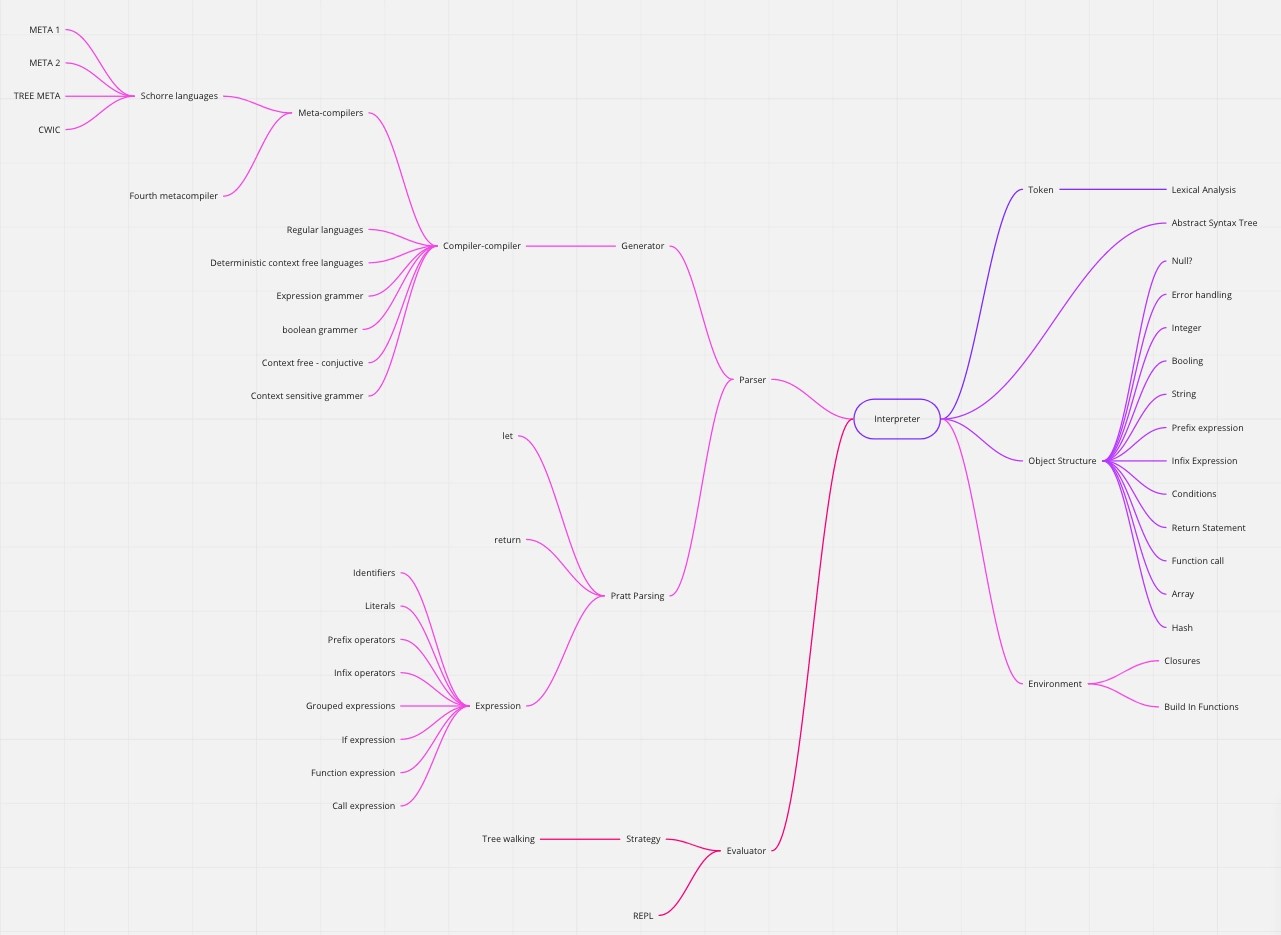 META 1
META 2
TREE META
CWIC
Schorre languages
Meta-compilers
Fourth metacompiler
Regular languages
Deterministic context free languages
Expression grammer
boolean grammer
Context free - conjuctive
Context sensitive grammer
Compiler-compiler
Generator
Parser
let
return
Pratt Parsing
Identifiers
Literals
Prefix operators
Infix operators
Grouped expressions
If expression
Function expression
Call expression
Expression
Tree walking
Strategy
Evaluator
REPL
Interpreter
Token
Lexical Analysis
Abstract Syntax Tree
Object Structure
Null?
Error handling
Integer
Booling
String
Prefix expression
Infix Expression
Conditions
Return Statement
Function call
Array
Hash
Environment
Closures
Build In Functions